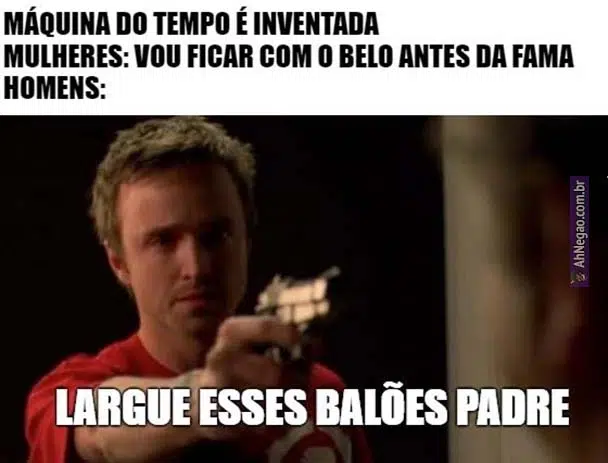 MÁQUINA DO TEMPO É INVENTADA
MULHERES: VOU FICAR COM O BELO ANTES DA FAMA
HOMENS:
AhNegao.com.br
LARGUE ESSES BALÕES PADRE